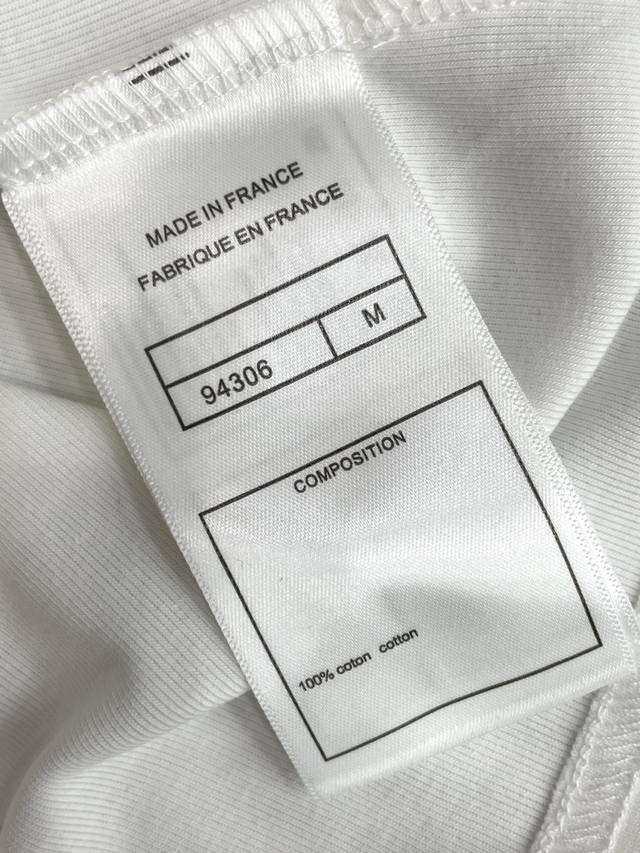 MADE IN FRANCE
FABRIQUE EN FRANCE
94306 M
COMPOSITION
100% coton cotton